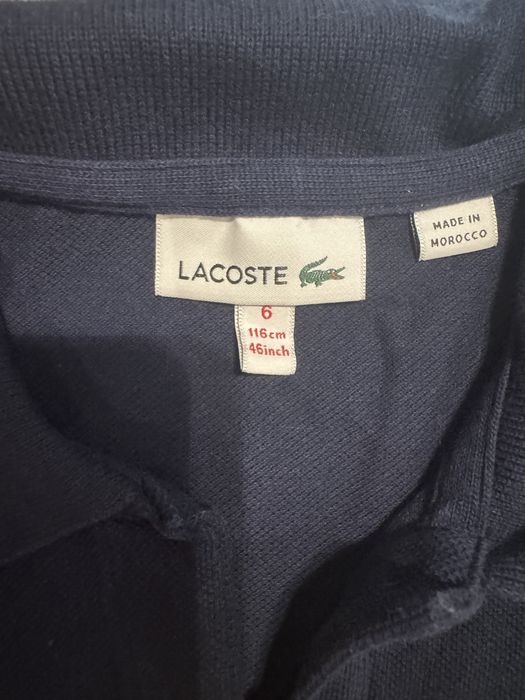 MADE IN
MOROCCO
LACOSTE
6
116cm
46inch